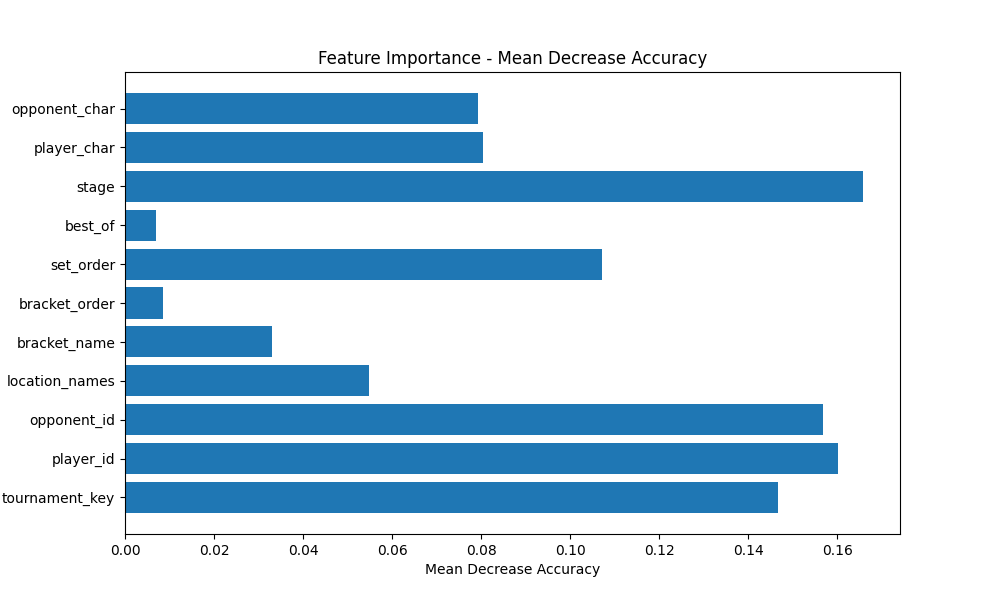 Feature Importance - Mean Decrease Accuracy
opponent_char
player_char
stage
best_of
set_order
bracket_order
bracket_name
location_names
opponent_id
player_id
tournament_key
0.00 0.02 0.04 0.06 0.08 0.10 0.12 0.14 0.16
Mean Decrease Accuracy